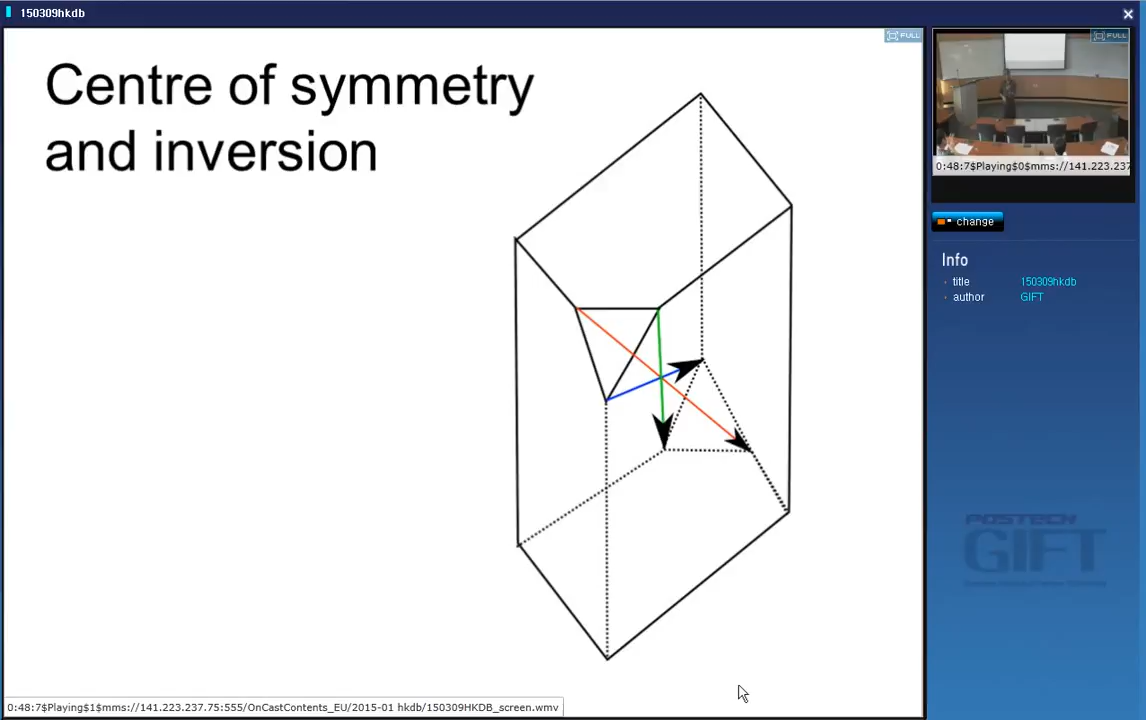 150309hkdb
FULL
Centre of symmetry
and inversion
0:48:7$Playing$1$mms://141.223.237.75:555/OnCastContents_EU/2015-01 hkdb/150309HKDB_screen.wmv
FULL
0:48:7$Playing$0$mms://141.223.237
change
Info
title 150309hkdb
author GIFT
POSTECH
GIFT